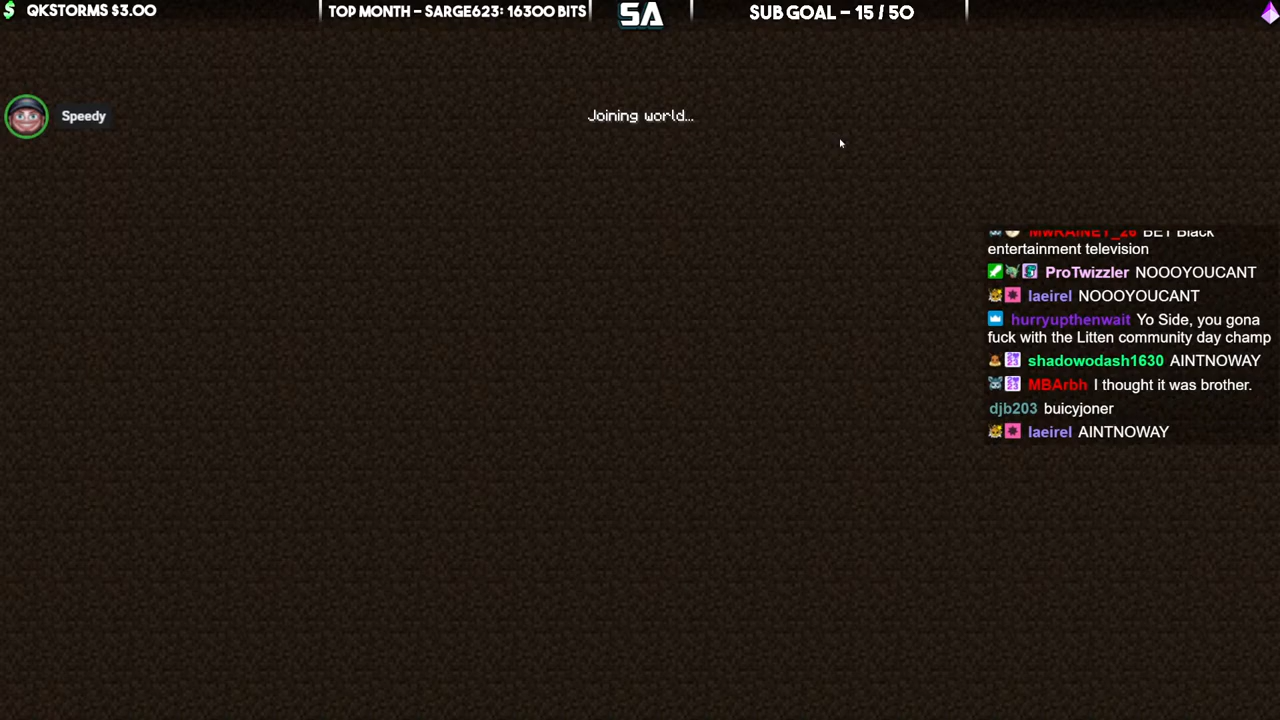 $ QKSTORMS $3.00
TOP MONTH - SARGE623: 16300 BITS
SA
SUB GOAL - 15 / 50
Speedy
Joining world...
MWRAINEY_26 BET Black
entertainment television
ProTwizzler NOOOYOUCANT
laeirel NOOOYOUCANT
hurryupthenwait Yo Side, you gona
fuck with the Litten community day champ
shadowodash1630 AINTNOWAY
MBArbh I thought it was brother.
djb203 buicyjoner
laeirel AINTNOWAY